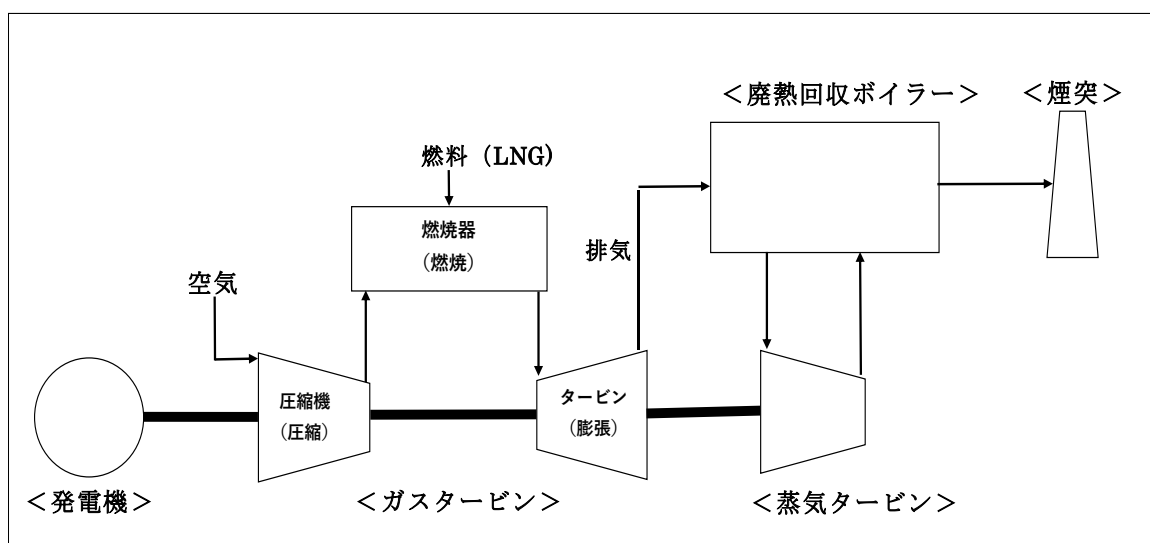 ＜廃熱回収ボイラー＞
＜煙突＞
燃料（LNG)
燃焼器
（燃焼）
排気
空気
圧縮機
（圧縮）
タービン
（膨張）
＜発電機＞
＜ガスタービン＞
＜蒸気タービン＞